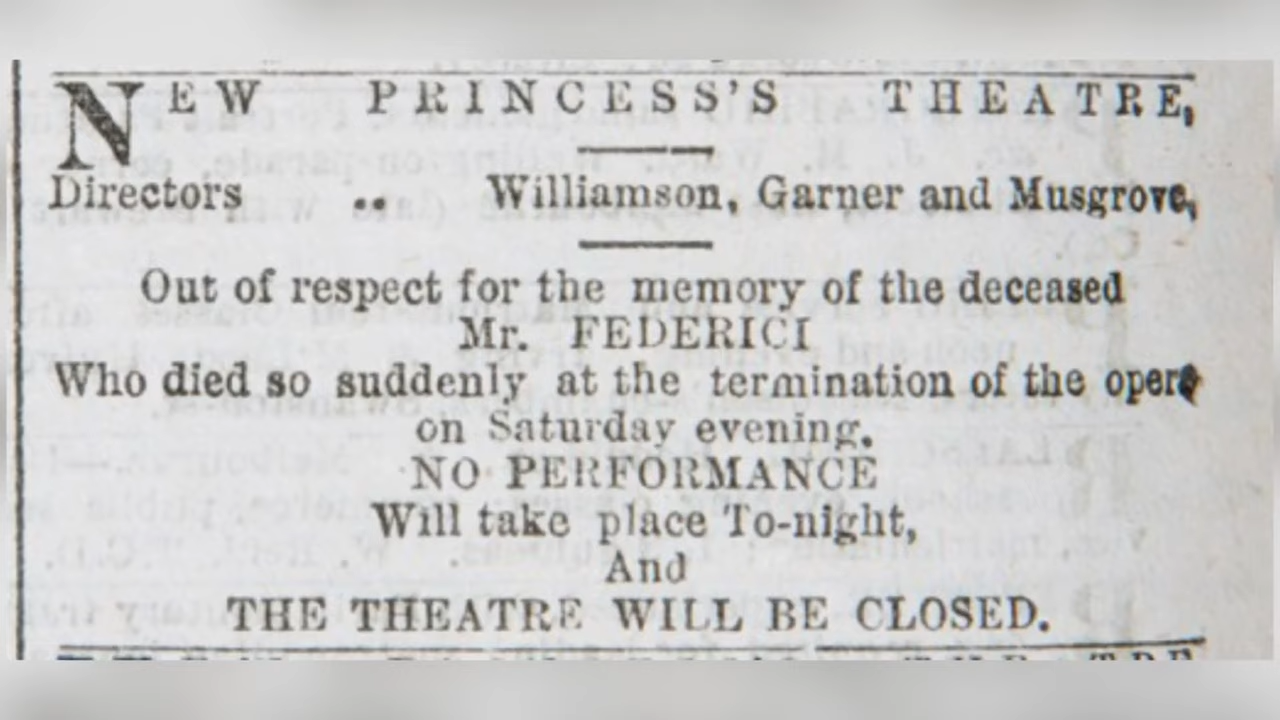 NEW PRINCESS'S THEATRE,
Directors .. Williamson, Garner and Musgrove,
Out of respect for the memory of the deceased
Mr. FEDERICI
Who died so suddenly at the termination of the opera
on Saturday evening.
NO PERFORMANCE
Will take place To-night,
And
THE THEATRE WILL BE CLOSED.